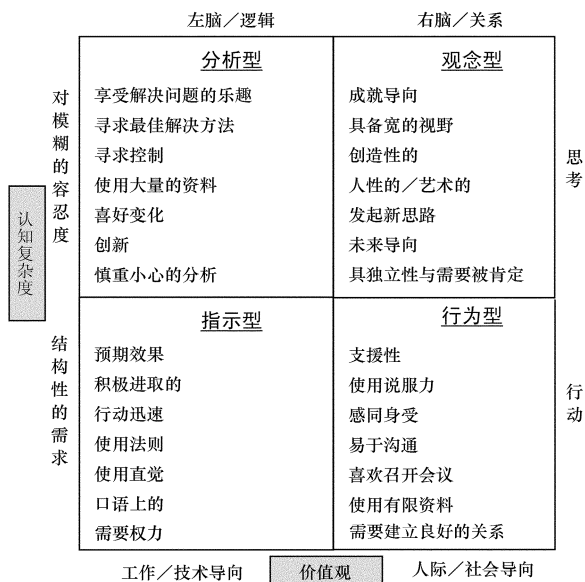 左脑／逻辑
右脑／关系
分析型
享受解决问题的乐趣
寻求最佳解决方法
寻求控制
使用大量的资料
喜好变化
创新
慎重小心的分析
观念型
成就导向
具备宽的视野
创造性的
人性的／艺术的
发起新思路
未来导向
具独立性与需要被肯定
对模糊的容忍度
思考
认知复杂度
指示型
预期效果
积极进取的
行动迅速
使用法则
使用直觉
口语上的
需要权力
行为型
支援性
使用说服力
感同身受
易于沟通
喜欢召开会议
使用有限资料
需要建立良好的关系
结构性的需求
行动
工作／技术导向
价值观
人际／社会导向